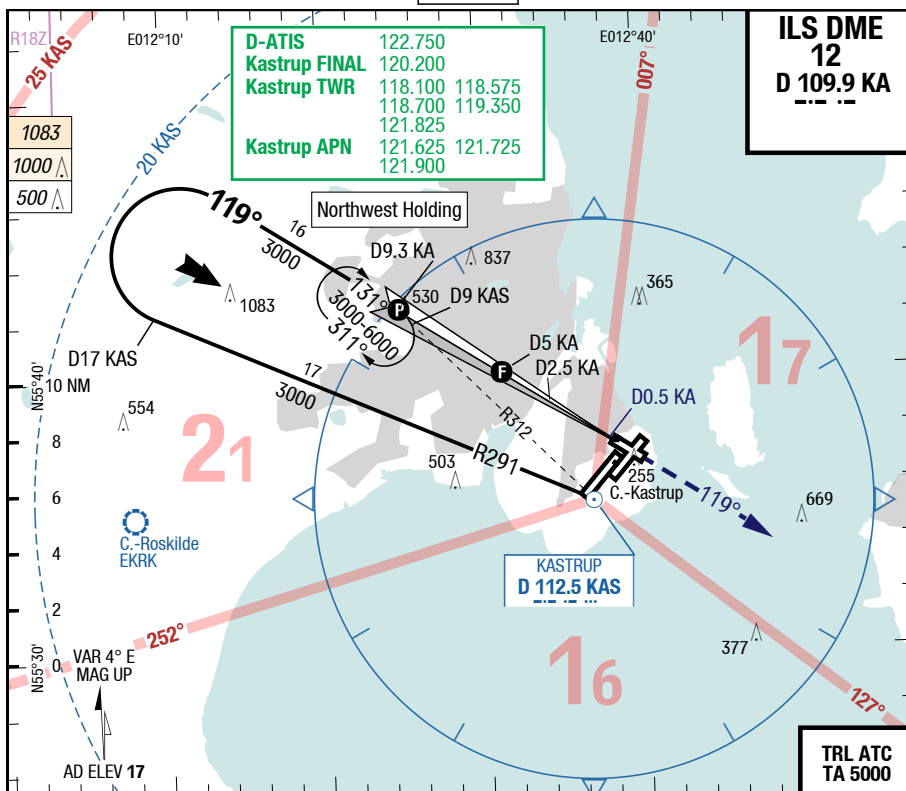 R18Z
E012°10'
E012°40'
25 KAS
20 KAS
D-ATIS 122.750
Kastrup FINAL 120.200
Kastrup TWR 118.100 118.575
118.700 119.350
121.825
Kastrup APN 121.625 121.725
121.900
007°
ILS DME
12
D 109.9 KA
1083
1000
500
Northwest Holding
119°
16
3000
D9.3 KA
837
530
D9 KAS
131°
3000-6000
311°
365
1083
D5 KA
D2.5 KA
17
D17 KAS
N55°40'
10 NM
17
3000
D0.5 KA
R312
554
8
21
R291
503
255
C.-Kastrup
119°
669
6
C.-Roskilde
EKRK
4
KASTRUP
D 112.5 KAS
2
252°
377
N55°30'
0
VAR 4° E
MAG UP
16
127°
AD ELEV 17
TRL ATC
TA 5000